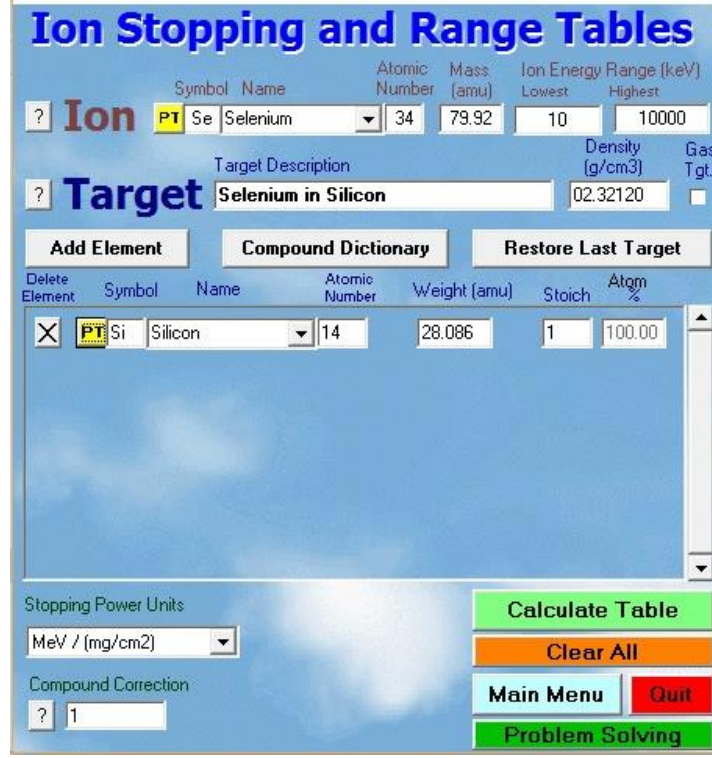 Ion Stopping and Range Tables
Symbol Name Atomic Number Mass (amu) Ion Energy Range (keV) Lowest Highest
? Ion PT Se Selenium 34 79.92 10 10000
Target Description Density (g/cm3) Gas Tgt.
? Target Selenium in Silicon 02.32120
Add Element Compound Dictionary Restore Last Target
Delete Element Symbol Name Atomic Number Weight (amu) Stoich Atom %
X PT Si Silicon 14 28.086 1 100.00
Stopping Power Units
MeV / (mg/cm2)
Calculate Table
Clear All
Compound Correction
? 1
Main Menu Quit
Problem Solving